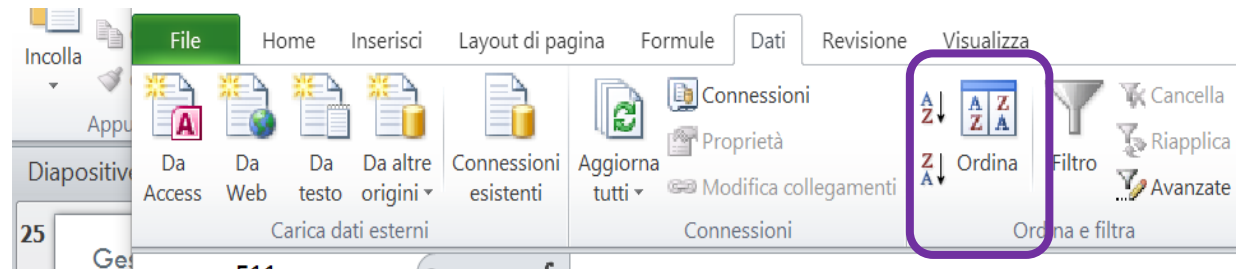 Incolla
Appu
Diapositive
25
Ges
File Home Inserisci Layout di pagina Formule Dati Revisione Visualizza
Da Access
Da Web
Da testo
Da altre origini
Connessioni esistenti
Carica dati esterni
Aggiorna tutti
Connessioni
Proprietà
Modifica collegamenti
Connessioni
A Z
Z A
A Z
Z A
Ordina
Filtro
Cancella
Riapplica
Avanzate
Ordina e filtra